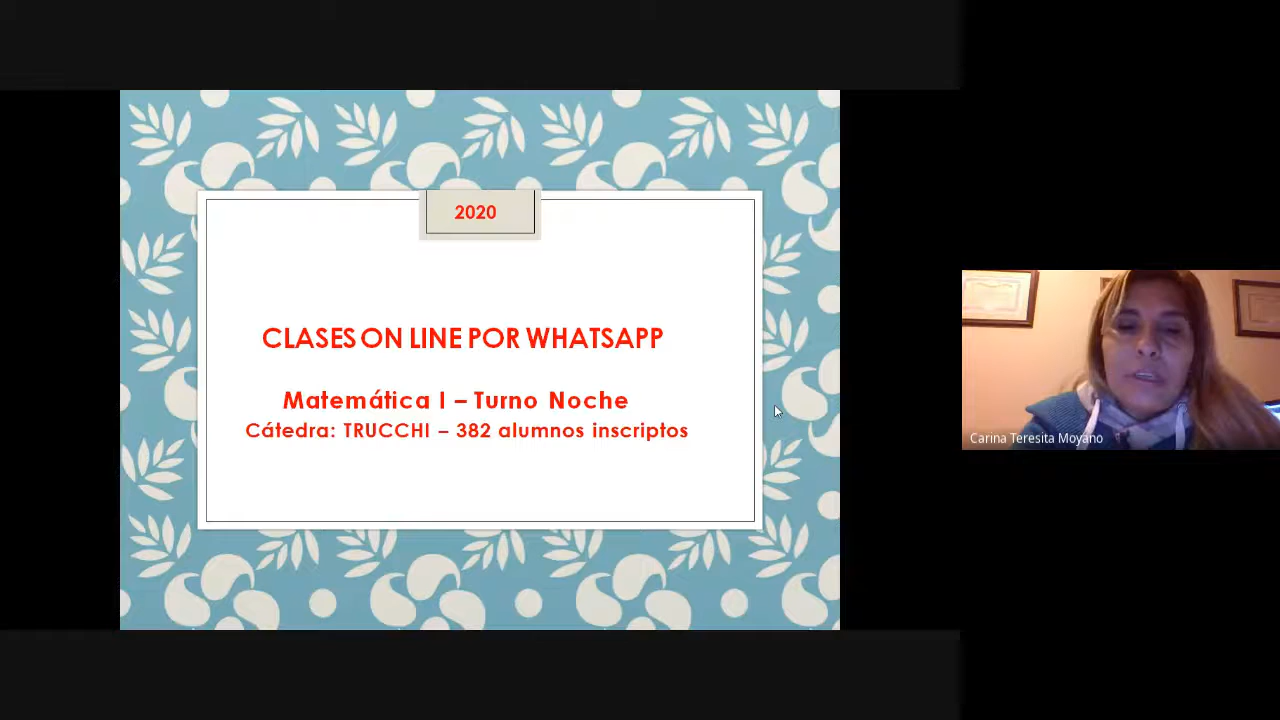 2020
CLASES ON LINE POR WHATSAPP
Matemática I – Turno Noche
Cátedra: TRUCCHI – 382 alumnos inscriptos
Carina Teresita Moyano